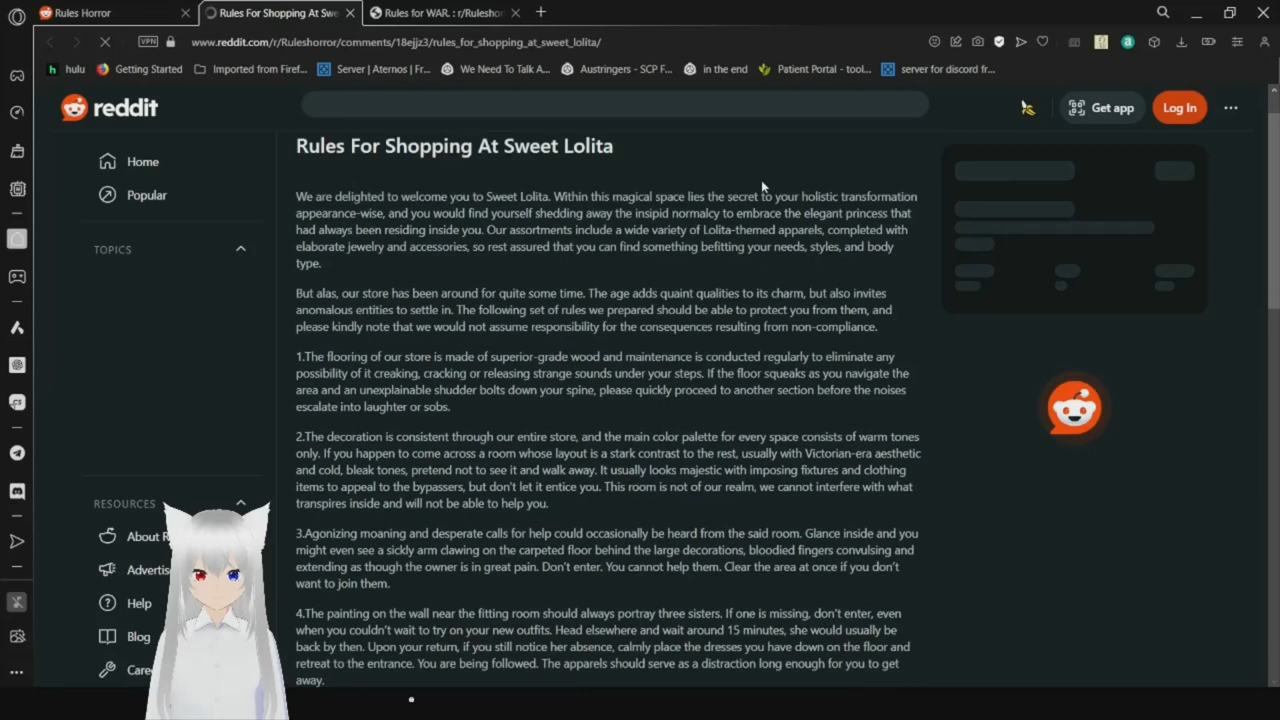 Rules Horror
Rules For Shopping At Swe
Rules for WAR. : r/Rulesho
VPN
www.reddit.com/r/Ruleshorror/comments/18ejjz3/rules_for_shopping_at_sweet_lolita/
hulu
Getting Started
Imported from Firef...
Server | Aternos | Fr...
We Need To Talk A...
Austringers - SCP F...
in the end
Patient Portal - tool...
server for discord fr...
reddit
Get app
Log In
Home
Popular
TOPICS
RESOURCES
About R
Advertis
Help
Blog
Caree
Rules For Shopping At Sweet Lolita
We are delighted to welcome you to Sweet Lolita. Within this magical space lies the secret to your holistic transformation
appearance-wise, and you would find yourself shedding away the insipid normalcy to embrace the elegant princess that
had always been residing inside you. Our assortments include a wide variety of Lolita-themed apparels, completed with
elaborate jewelry and accessories, so rest assured that you can find something befitting your needs, styles, and body
type.
But alas, our store has been around for quite some time. The age adds quaint qualities to its charm, but also invites
anomalous entities to settle in. The following set of rules we prepared should be able to protect you from them, and
please kindly note that we would not assume responsibility for the consequences resulting from non-compliance.
1.The flooring of our store is made of superior-grade wood and maintenance is conducted regularly to eliminate any
possibility of it creaking, cracking or releasing strange sounds under your steps. If the floor squeaks as you navigate the
area and an unexplainable shudder bolts down your spine, please quickly proceed to another section before the noises
escalate into laughter or sobs.
2.The decoration is consistent through our entire store, and the main color palette for every space consists of warm tones
only. If you happen to come across a room whose layout is a stark contrast to the rest, usually with Victorian-era aesthetic
and cold, bleak tones, pretend not to see it and walk away. It usually looks majestic with imposing fixtures and clothing
items to appeal to the bypassers, but don't let it entice you. This room is not of our realm, we cannot interfere with what
transpires inside and will not be able to help you.
3.Agonizing moaning and desperate calls for help could occasionally be heard from the said room. Glance inside and you
might even see a sickly arm clawing on the carpeted floor behind the large decorations, bloodied fingers convulsing and
extending as though the owner is in great pain. Don't enter. You cannot help them. Clear the area at once if you don't
want to join them.
4.The painting on the wall near the fitting room should always portray three sisters. If one is missing, don't enter, even
when you couldn't wait to try on your new outfits. Head elsewhere and wait around 15 minutes, she would usually be
back by then. Upon your return, if you still notice her absence, calmly place the dresses you have down on the floor and
retreat to the entrance. You are being followed. The apparels should serve as a distraction long enough for you to get
away.